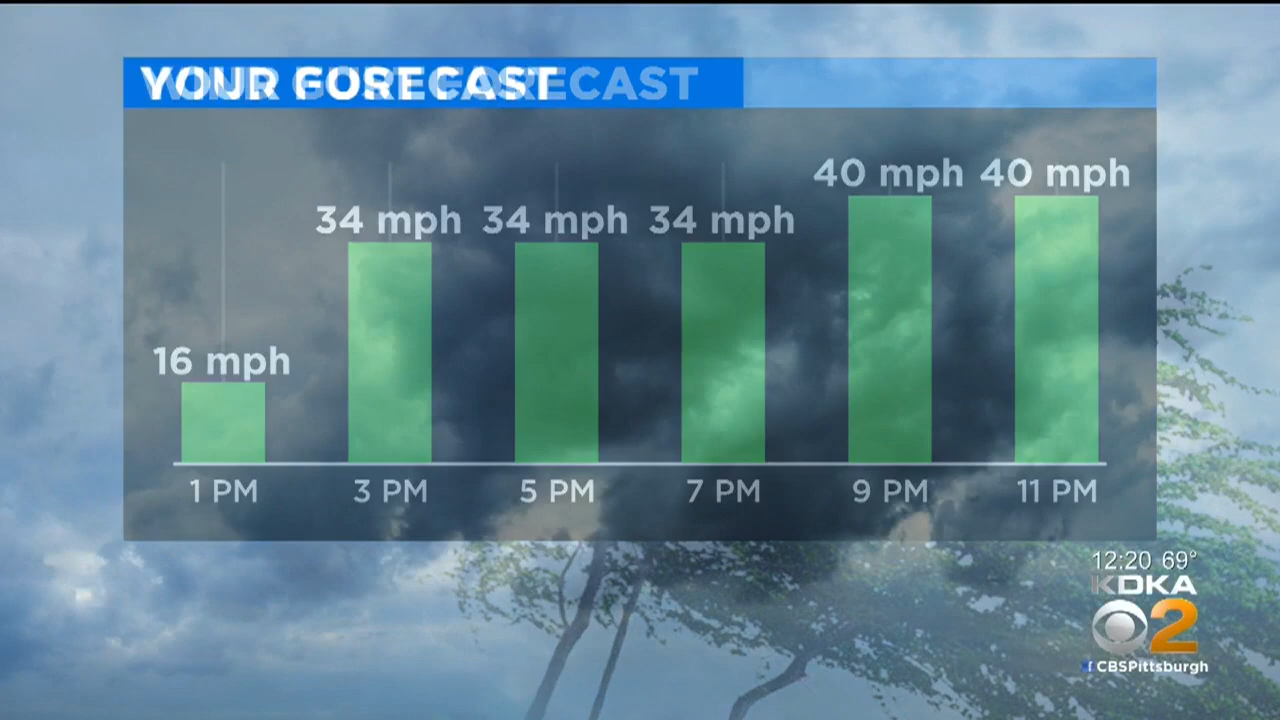 YOUR FORECAST
40 mph 40 mph
34 mph 34 mph 34 mph
16 mph
1 PM 3 PM 5 PM 7 PM 9 PM 11 PM
12:20 69°
KDKA
2
f CBSPittsburgh